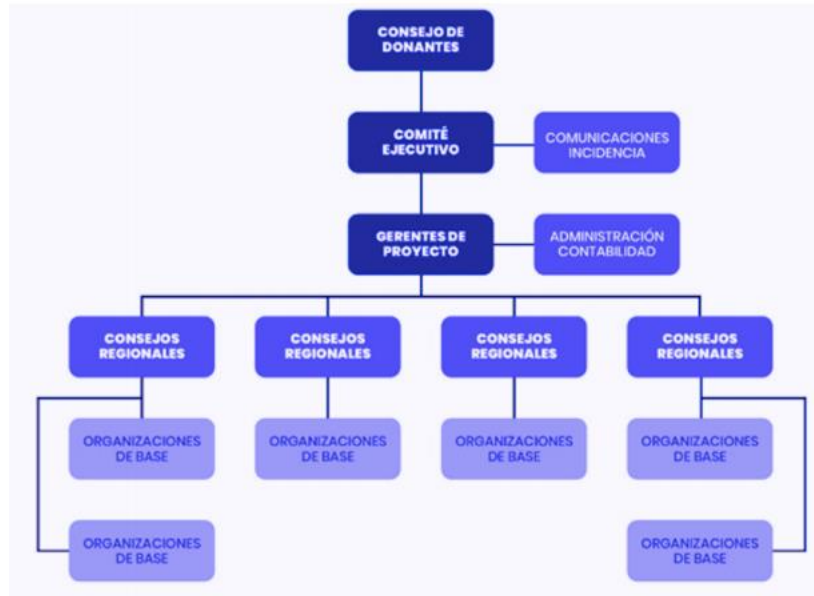 CONSEJO DE
DONANTES
COMITÉ
EJECUTIVO
COMUNICACIONES
INCIDENCIA
GERENTES DE
PROYECTO
ADMINISTRACIÓN
CONTABILIDAD
CONSEJOS
REGIONALES
CONSEJOS
REGIONALES
CONSEJOS
REGIONALES
CONSEJOS
REGIONALES
ORGANIZACIONES
DE BASE
ORGANIZACIONES
DE BASE
ORGANIZACIONES
DE BASE
ORGANIZACIONES
DE BASE
ORGANIZACIONES
DE BASE
ORGANIZACIONES
DE BASE